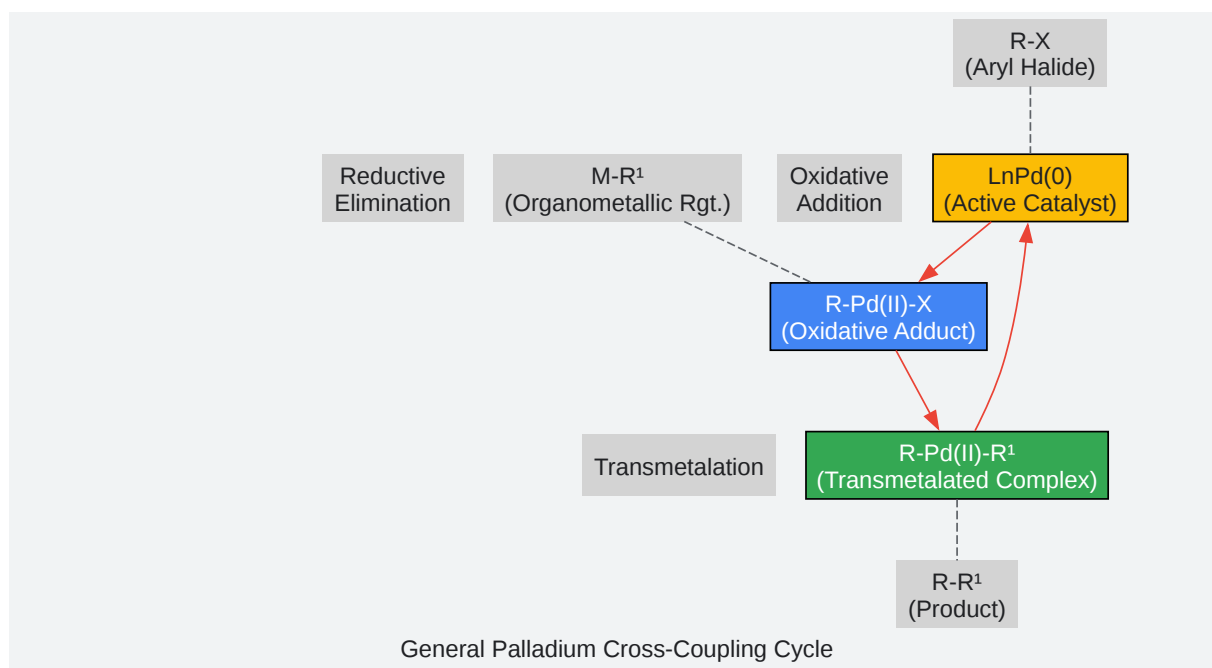 R-X
(Aryl Halide)
Reductive
Elimination
M-R¹
(Organometallic Rgt.)
Oxidative
Addition
LnPd(0)
(Active Catalyst)
R-Pd(II)-X
(Oxidative Adduct)
Transmetalation
R-Pd(II)-R¹
(Transmetalated Complex)
R-R¹
(Product)
General Palladium Cross-Coupling Cycle